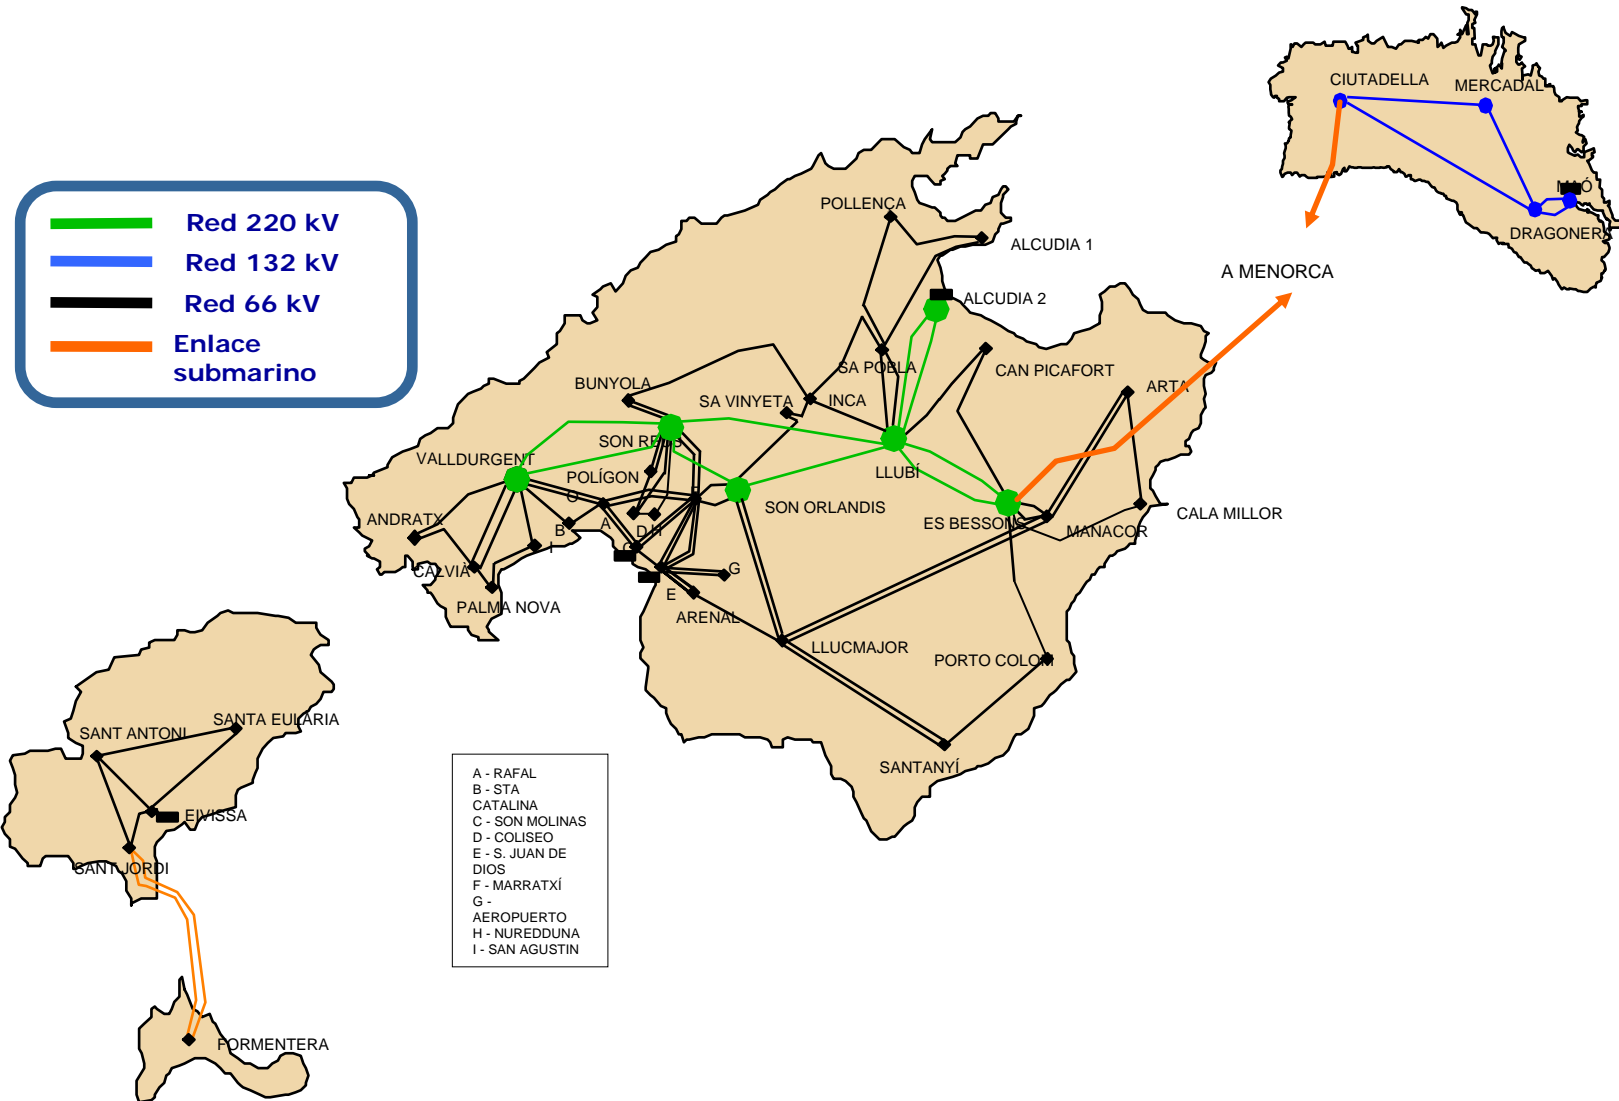 Red 220 kV
Red 132 kV
Red 66 kV
Enlace
submarino
CIUTADELLA
MERCADAL
MAÓ
DRAGONERA
A MENORCA
POLLENÇA
ALCUDIA 1
ALCUDIA 2
SA POBLA
CAN PICAFORT
ARTA
BUNYOLA
SA VINYETA
INCA
SON REUS
LLUBÍ
VALLDURGENT
POLÍGON
SON ORLANDIS
ES BESSONS
MANACOR
CALA MILLOR
ANDRATX
B
I
A
D
H
F
C
G
E
CALVIÀ
PALMA NOVA
ARENAL
LLUCMAJOR
PORTO COLOM
SANTANYÍ
SANT ANTONI
SANTA EULÀRIA
EIVISSA
SANT JORDI
FORMENTERA
A - RAFAL
B - STA
CATALINA
C - SON MOLINAS
D - COLISEO
E - S. JUAN DE
DIOS
F - MARRATXÍ
G -
AEROPUERTO
H - NUREDDUNA
I - SAN AGUSTIN